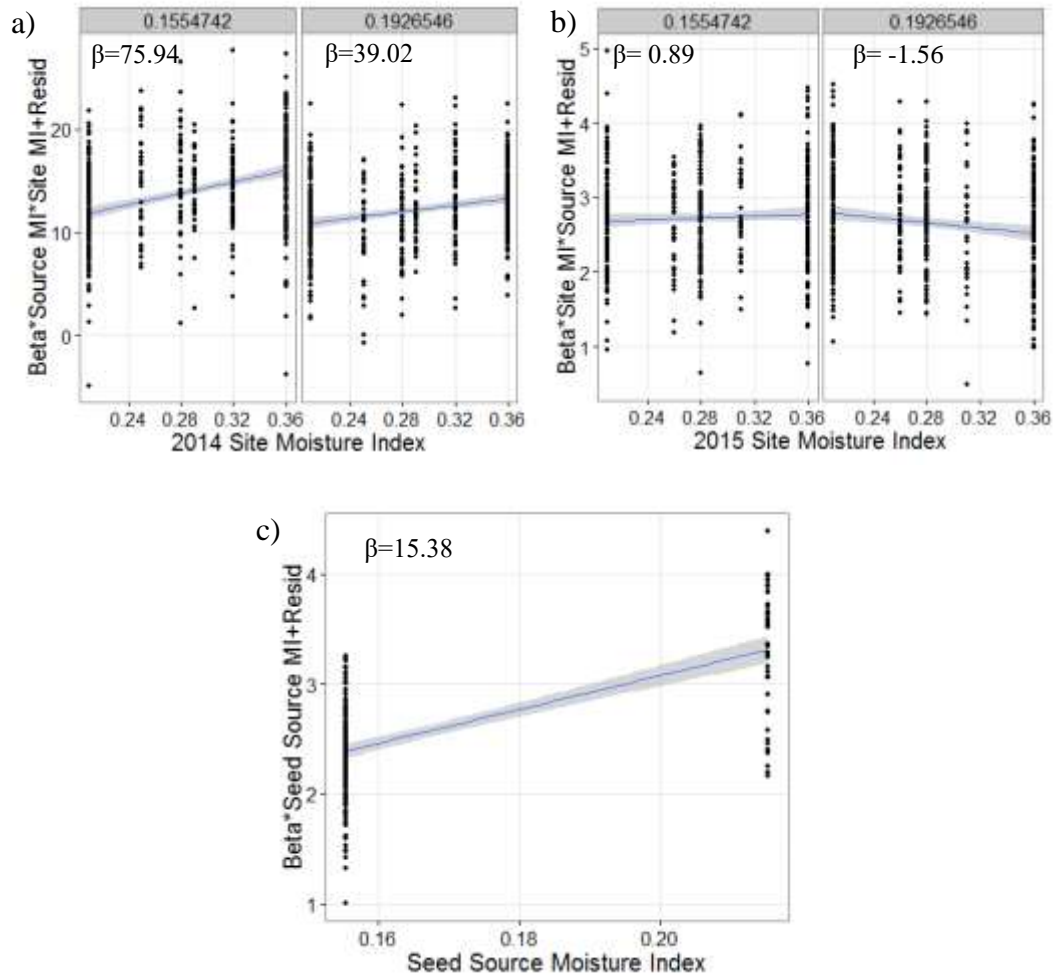 a)
0.1554742
0.1926546
β=75.94
β=39.02
20
10
0
Beta*Source MI*Site MI+Resid
0.24 0.28 0.32 0.36
0.24 0.28 0.32 0.36
2014 Site Moisture Index
b)
0.1554742
0.1926546
β= 0.89
β= -1.56
5
4
3
2
1
Beta*Site MI*Source MI+Resid
0.24 0.28 0.32 0.36
0.24 0.28 0.32 0.36
2015 Site Moisture Index
c)
β=15.38
4
3
2
1
Beta*Seed Source MI+Resid
0.16 0.18 0.20
Seed Source Moisture Index